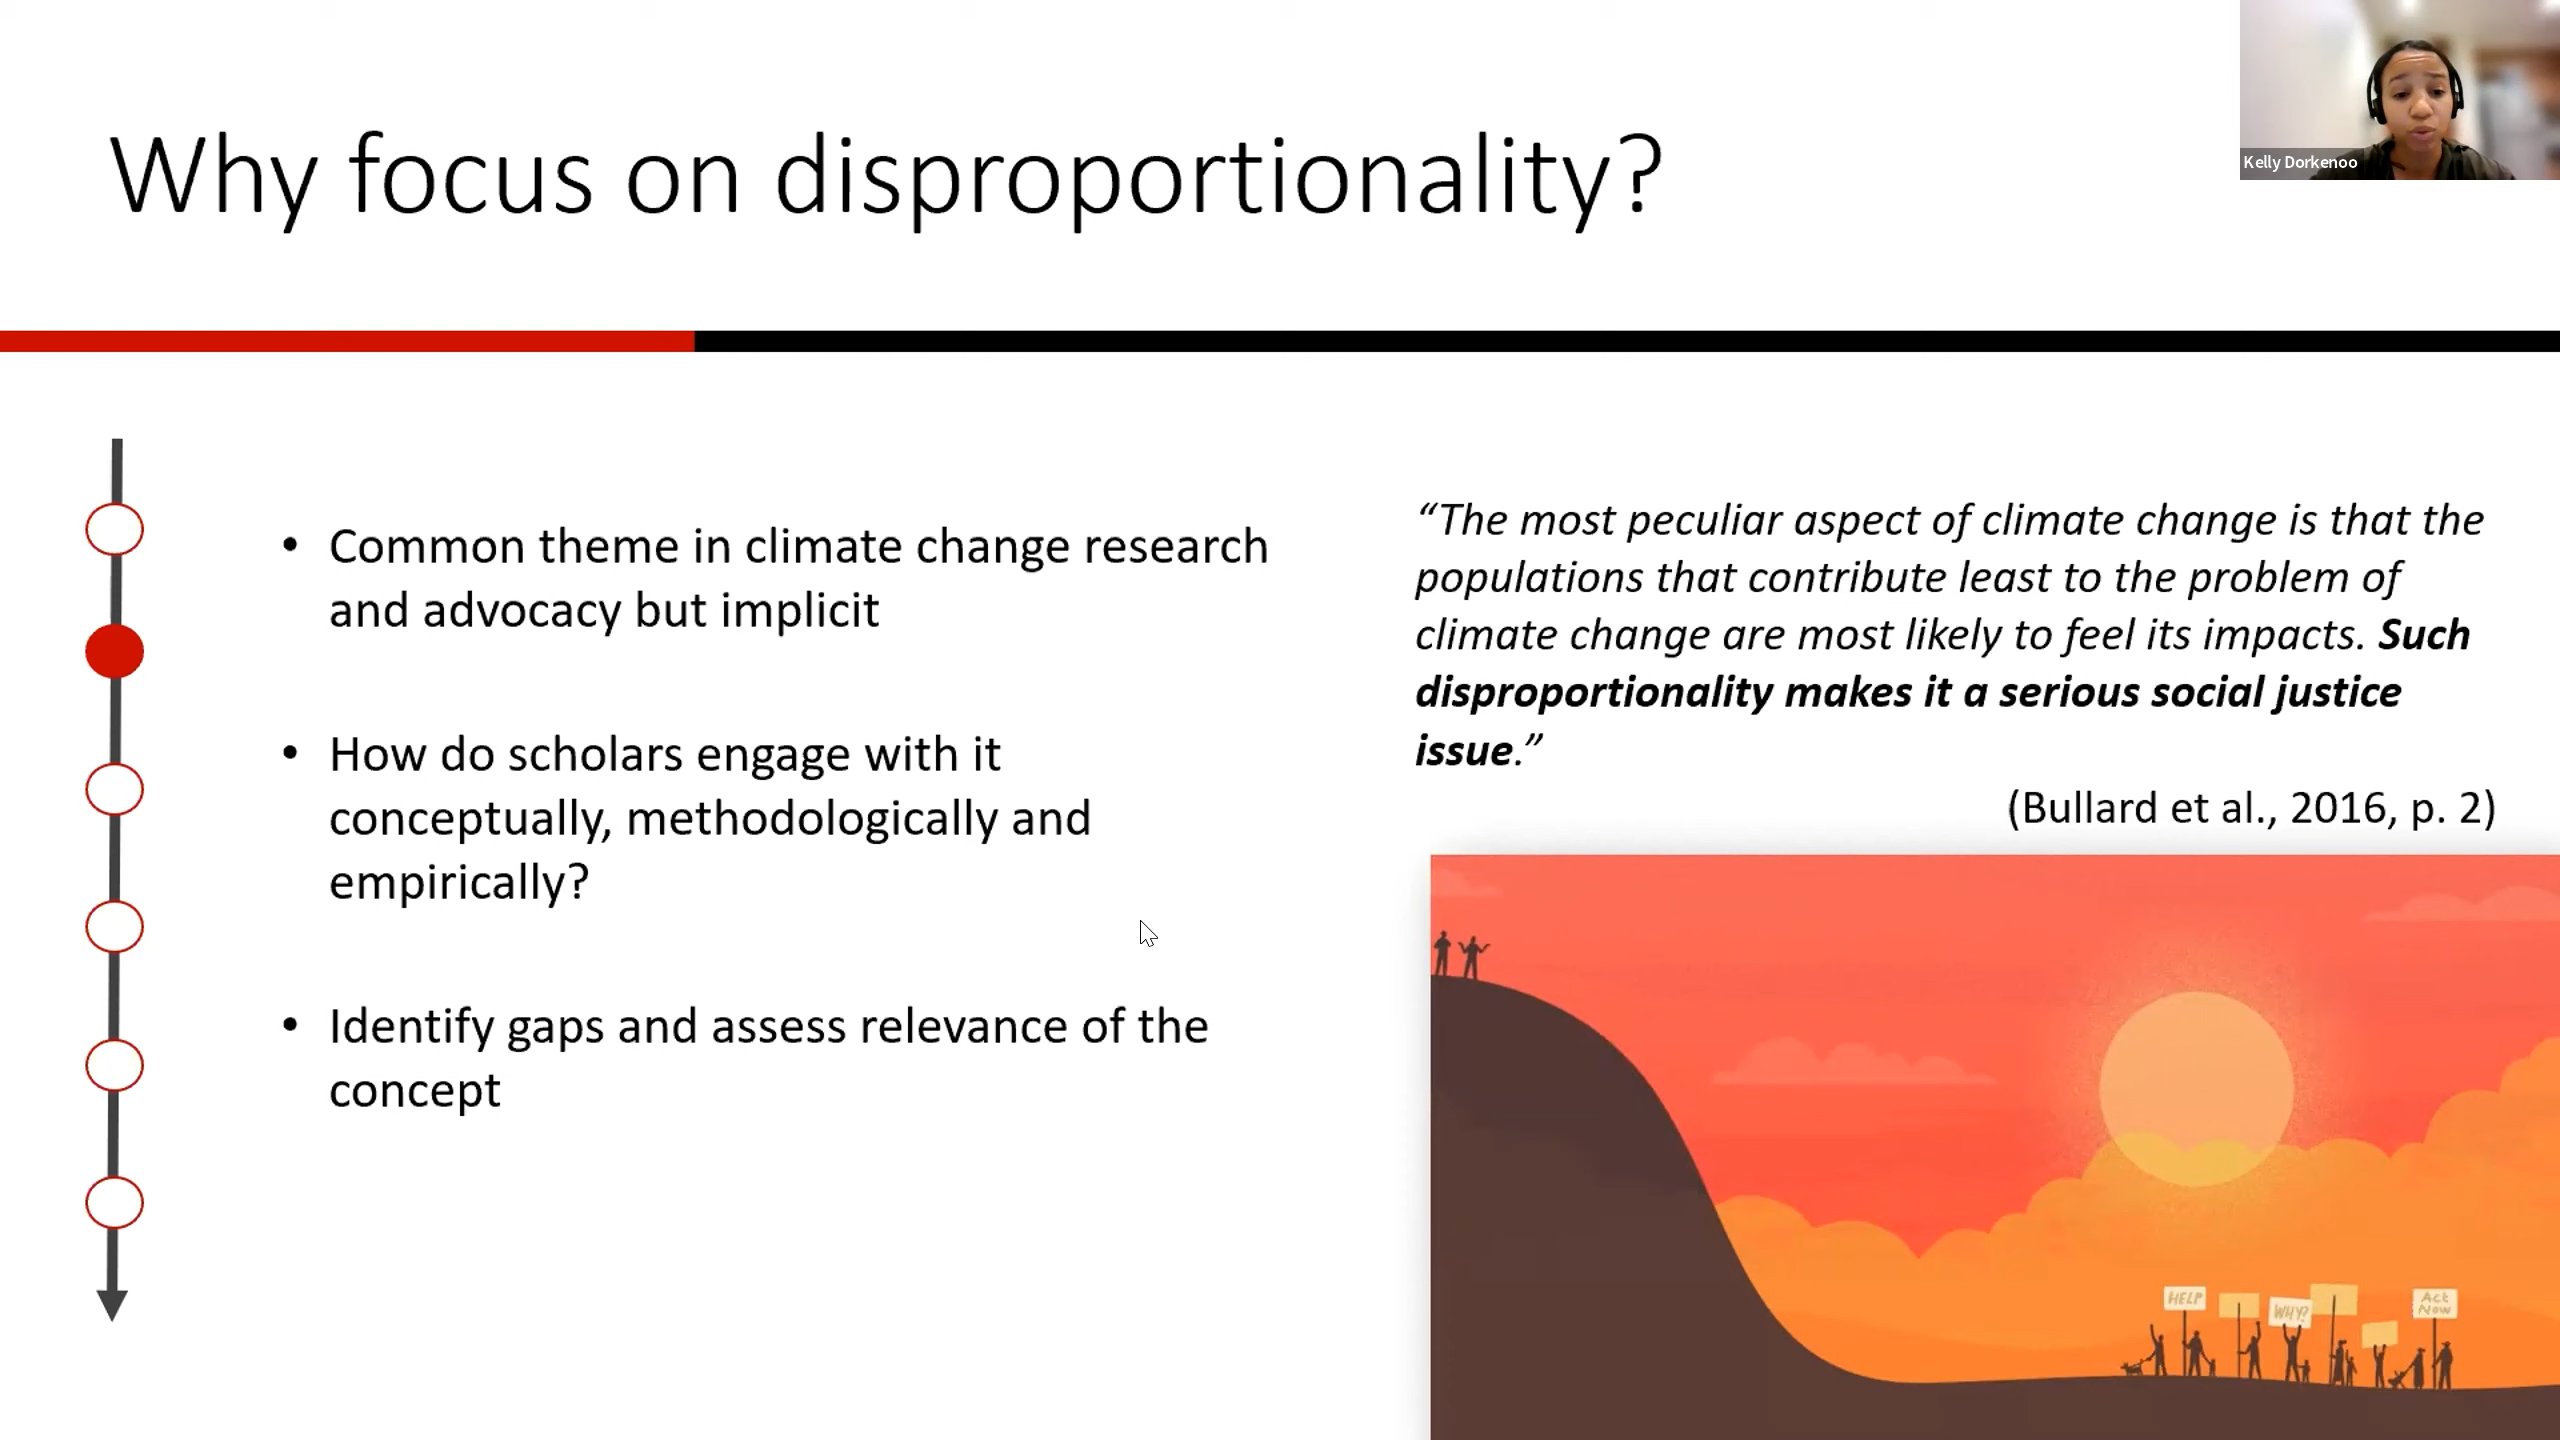 Why focus on disproportionality?
Kelly Dorkenoo
• Common theme in climate change research
and advocacy but implicit
• How do scholars engage with it
conceptually, methodologically and
empirically?
• Identify gaps and assess relevance of the
concept
“The most peculiar aspect of climate change is that the
populations that contribute least to the problem of
climate change are most likely to feel its impacts. Such
disproportionality makes it a serious social justice
issue.”
(Bullard et al., 2016, p. 2)
HELP
WHY?
Act
Now